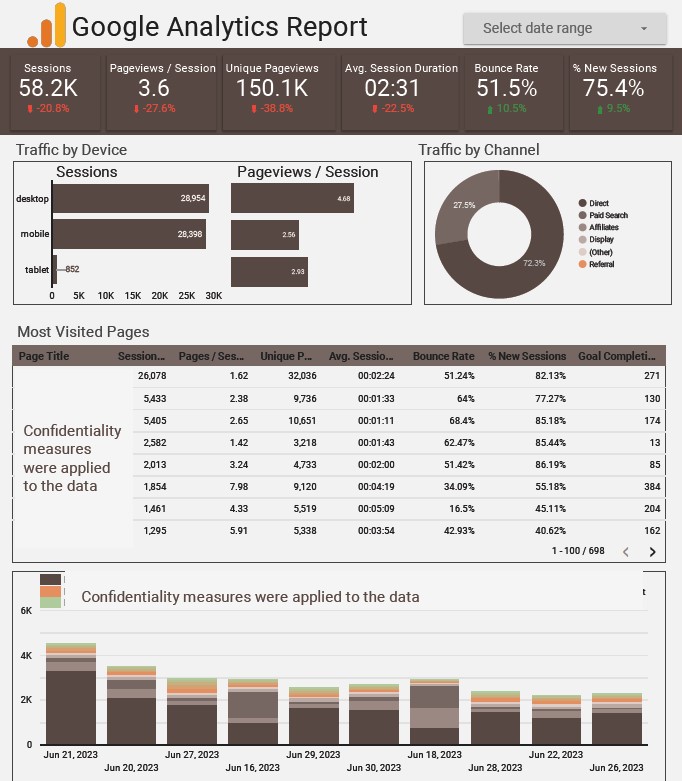 Google Analytics Report
Select date range
Sessions
58.2K
-20.8%
Pageviews / Session
3.6
-27.6%
Unique Pageviews
150.1K
-38.8%
Avg. Session Duration
02:31
-22.5%
Bounce Rate
51.5%
10.5%
% New Sessions
75.4%
9.5%
Traffic by Device
Sessions
desktop 28,954
mobile 28,398
tablet 852
0 5K 10K 15K 20K 25K 30K
Pageviews / Session
4.68
2.56
2.93
Traffic by Channel
27.5%
72.3%
Direct
Paid Search
Affiliates
Display
(Other)
Referral
Most Visited Pages
Page Title Session... Pages / Ses... Unique P... Avg. Sessio... Bounce Rate % New Sessions Goal Completi...
26,078 1.62 32,036 00:02:24 51.24% 82.13% 271
5,433 2.38 9,736 00:01:33 64% 77.27% 130
5,405 2.65 10,651 00:01:11 68.4% 85.18% 174
2,582 1.42 3,218 00:01:43 62.47% 85.44% 13
2,013 3.24 4,733 00:02:00 51.42% 86.19% 85
1,854 7.98 9,120 00:04:19 34.09% 55.18% 384
1,461 4.33 5,519 00:05:09 16.5% 45.11% 204
1,295 5.91 5,338 00:03:54 42.93% 40.62% 162
Confidentiality
measures
were applied
to the data
1 - 100 / 698
Confidentiality measures were applied to the data
t
6K
4K
2K
0
Jun 21, 2023
Jun 20, 2023
Jun 27, 2023
Jun 16, 2023
Jun 29, 2023
Jun 30, 2023
Jun 18, 2023
Jun 28, 2023
Jun 22, 2023
Jun 26, 2023